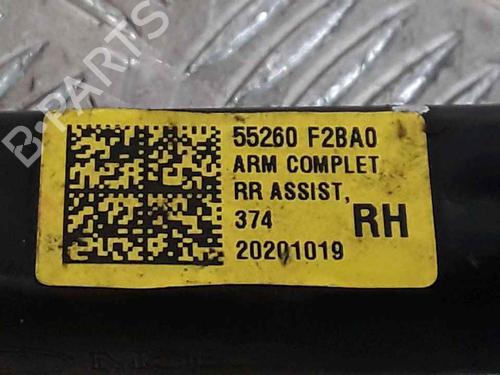 B-PARTS
55260 F2BA0
ARM COMPLET
RR ASSIST,
374 RH
20201019